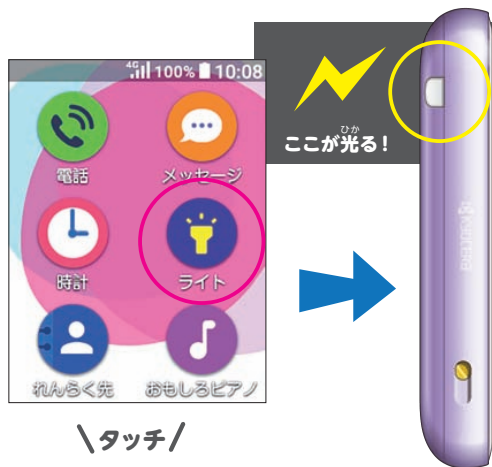 4G 100% 10:08
電話
メッセージ
時計
ライト
れんらく先
おもしろピアノ
タッチ
ひか
ここが光る!
KYOCERA